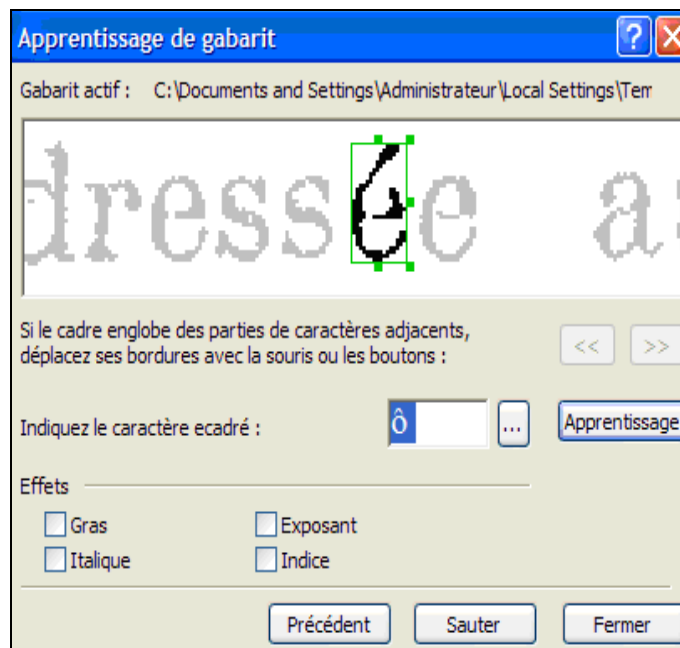 Apprentissage de gabarit
Gabarit actif : C:\Documents and Settings\Administrateur\Local Settings\Tem
dressée a
Si le cadre englobe des parties de caractères adjacents,
déplacez ses bordures avec la souris ou les boutons :
<< >>
Indiquez le caractère ecadré : ô ... Apprentissage
Effets
Gras Exposant
Italique Indice
Précédent Sauter Fermer